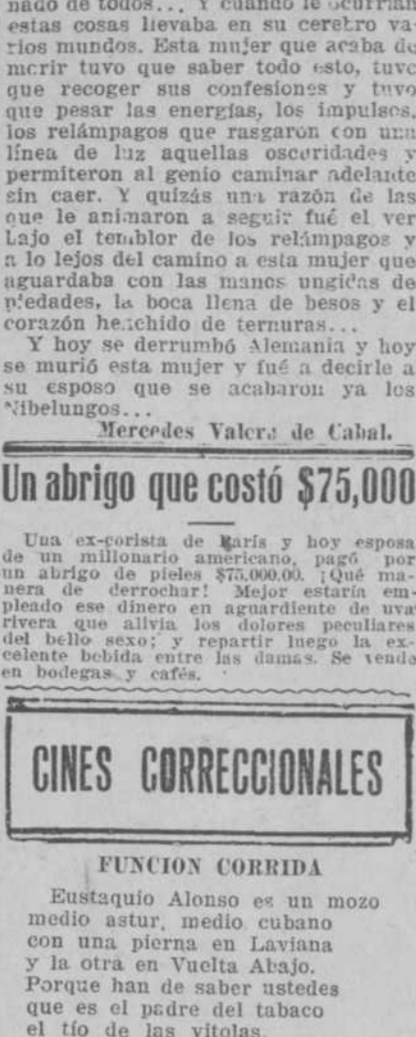 nado de todos... Y cuando le ocurrían
estas cosas llevaba en su cerebro va-
rios mundos. Esta mujer que acaba de
morir tuvo que saber todo esto, tuvo
que recoger sus confesiones y tuvo
que pesar las energías, los impulsos,
los relámpagos que rasgaron con una
línea de luz aquellas oscuridades y
permiteron al genio caminar adelante
sin caer. Y quizás una razón de las
que le animaron a seguir fué el ver
bajo el temblor de los relámpagos y
a lo lejos del camino a esta mujer que
aguardaba con las manos ungidas de
piedades, la boca llena de besos y el
corazón henchido de ternuras...
Y hoy se derrumbó Alemania y hoy
se murió esta mujer y fué a decirle a
su esposo que se acabaron ya los
Nibelungos...
Mercedes Valero de Cabal.
Un abrigo que costó $75,000
Una ex-corista de París y hoy esposa
de un millonario americano, pagó por
un abrigo de pieles $75.000.00. ¡Qué ma-
nera de derrochar! Mejor estaría em-
pleado ese dinero en aguardiente de uva
rivera que alivia los dolores peculiares
del bello sexo; y repartir luego la ex-
celente bebida entre las damas. Se vende
en bodegas y cafés.
CINES CORRECCIONALES
FUNCION CORRIDA
Eustaquio Alonso es un mozo
medio astur, medio cubano
con una pierna en Laviana
y la otra en Vuelta Abajo.
Porque han de saber ustedes
que es el padre del tabaco
el tío de las vitolas